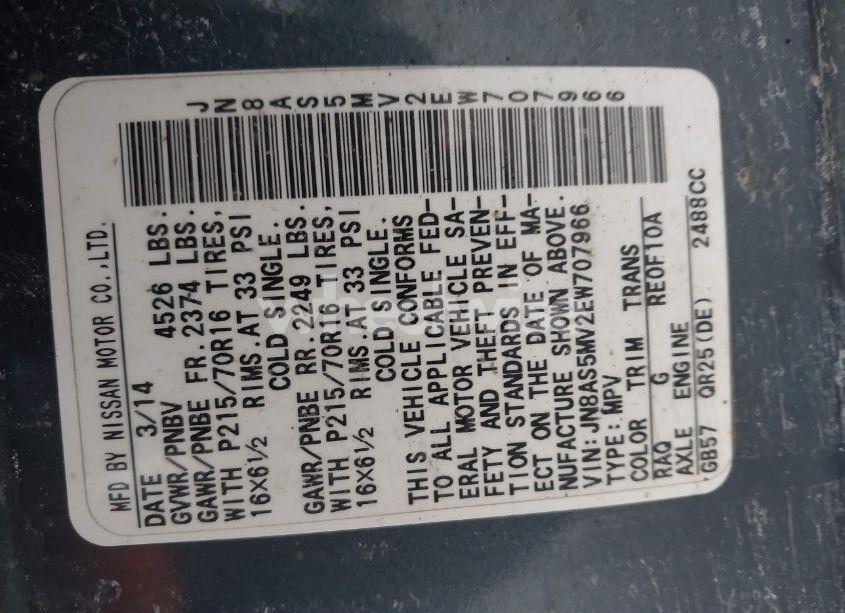 MFD BY NISSAN MOTOR CO.,LTD.
DATE 3/14
GVWR/PNBV 4526 LBS.
GAWR/PNBE FR. 2374 LBS.
WITH P215/70R16 TIRES,
16X6½ RIMS. AT 33 PSI
COLD SINGLE.
GAWR/PNBE RR. 2249 LBS.
WITH P215/70R16 TIRES,
16X6½ RIMS. AT 33 PSI
COLD SINGLE.
THIS VEHICLE CONFORMS
TO ALL APPLICABLE FED-
ERAL MOTOR VEHICLE SA-
FETY AND THEFT PREVEN-
TION STANDARDS IN EFF-
ECT ON THE DATE OF MA-
NUFACTURE SHOWN ABOVE.
VIN: JN8AS5MV2EW707966
TYPE: MPV
COLOR TRIM TRANS
RAQ G RE0F10A
AXLE ENGINE
GB57 QR25(DE) 2488CC
JN8AS5MV2EW707966